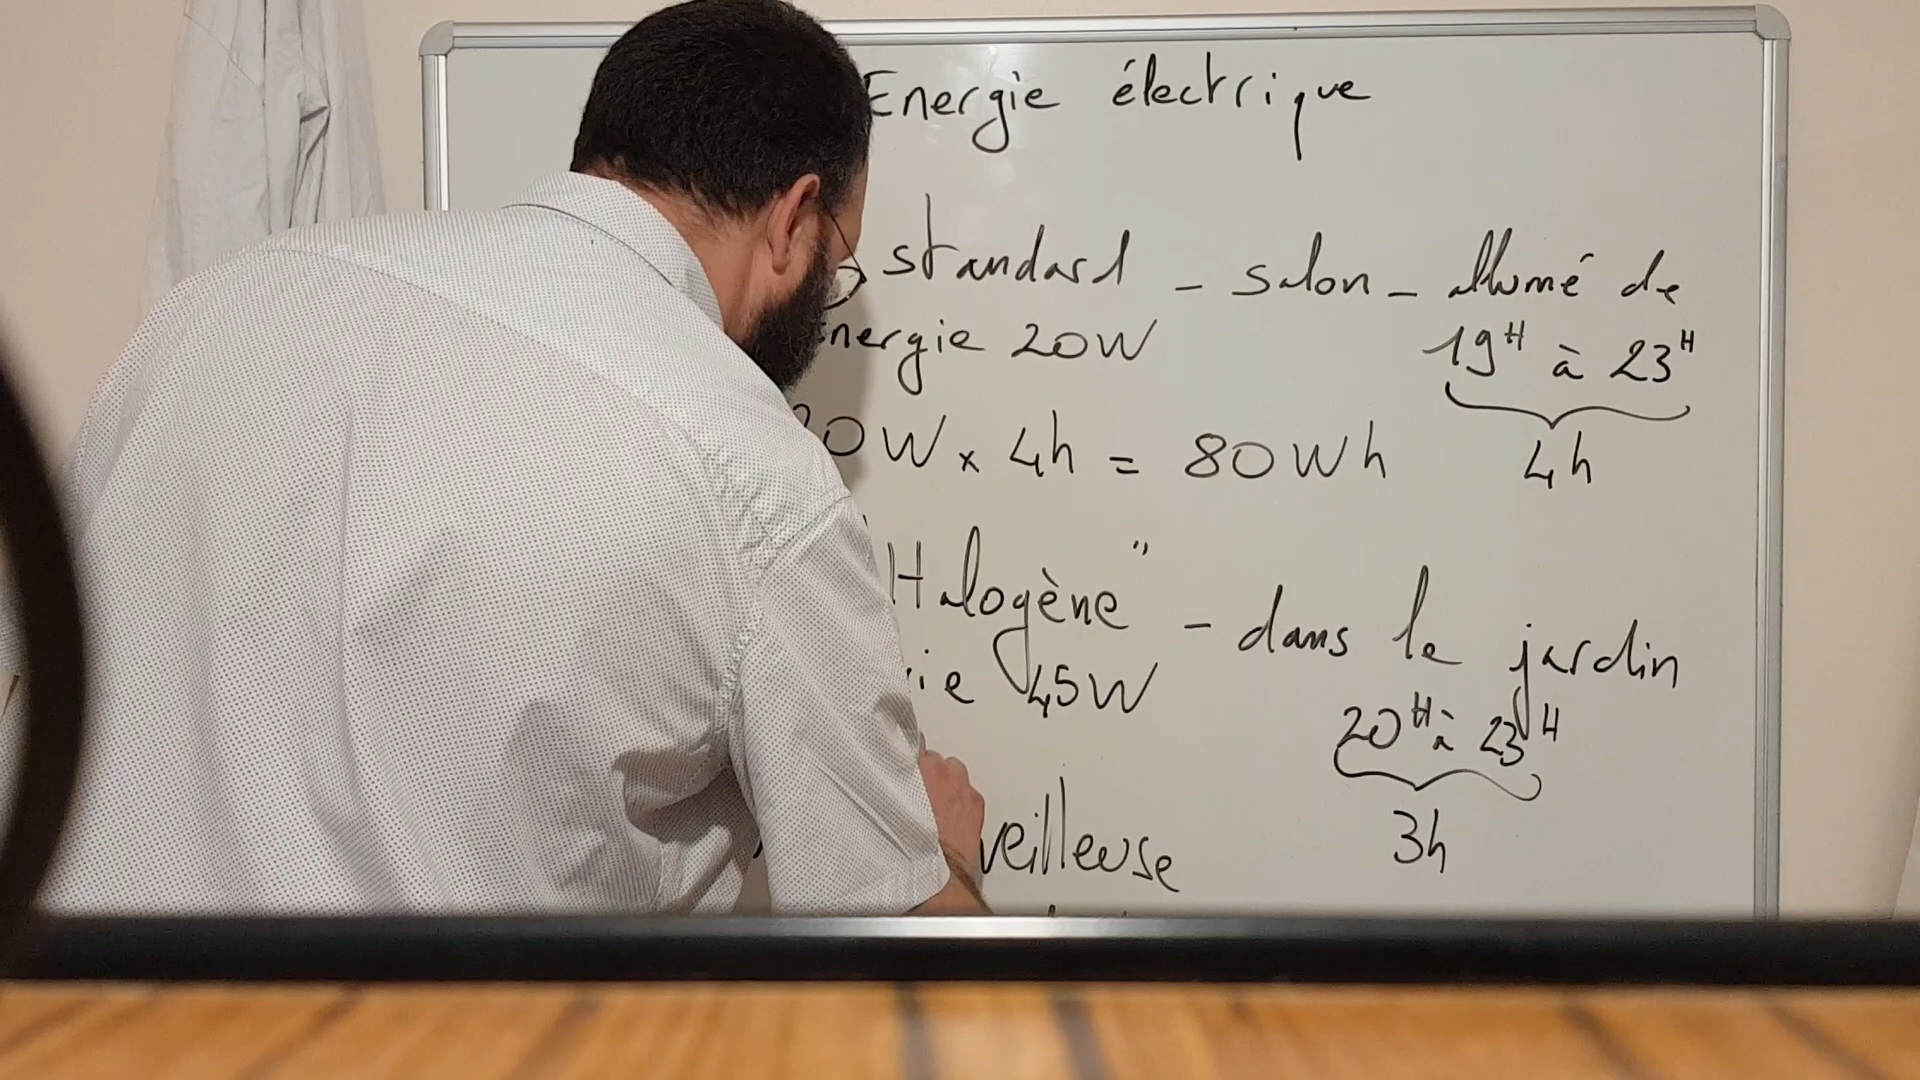 Energie électrique
standard - salon - allumé de
énergie 20W 19H à 23H
20W x 4h = 80Wh 4h
"Halogène" - dans le jardin
45W 20H à 23H
3h
veilleuse